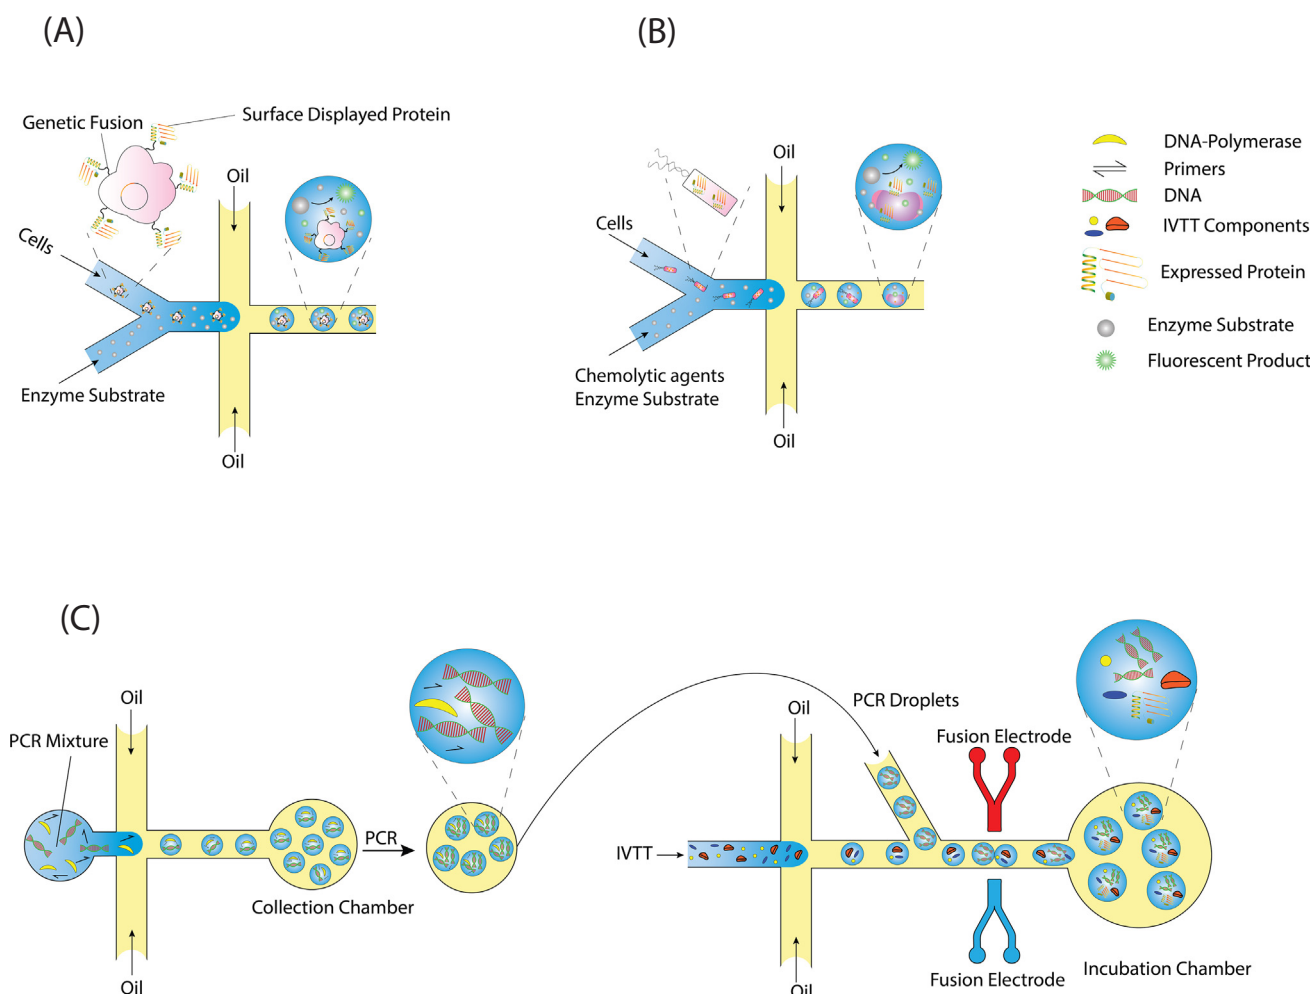 (A)
Genetic Fusion
Surface Displayed Protein
Oil
Cells
Enzyme Substrate
Oil
(B)
Oil
Cells
Chemolytic agents
Enzyme Substrate
Oil
DNA-Polymerase
Primers
DNA
IVTT Components
Expressed Protein
Enzyme Substrate
Fluorescent Product
(C)
Oil
PCR Mixture
PCR
Collection Chamber
Oil
PCR Droplets
Oil
Fusion Electrode
IVTT
Fusion Electrode
Incubation Chamber
Oil